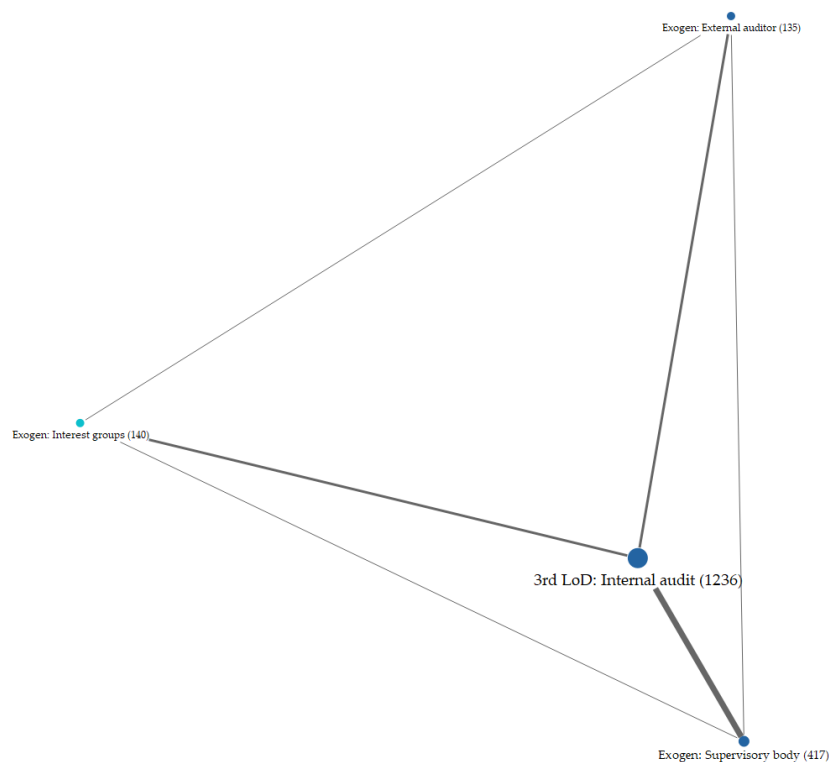 Exogen: External auditor (135)
Exogen: Interest groups (140)
3rd LoD: Internal audit (1236)
Exogen: Supervisory body (417)